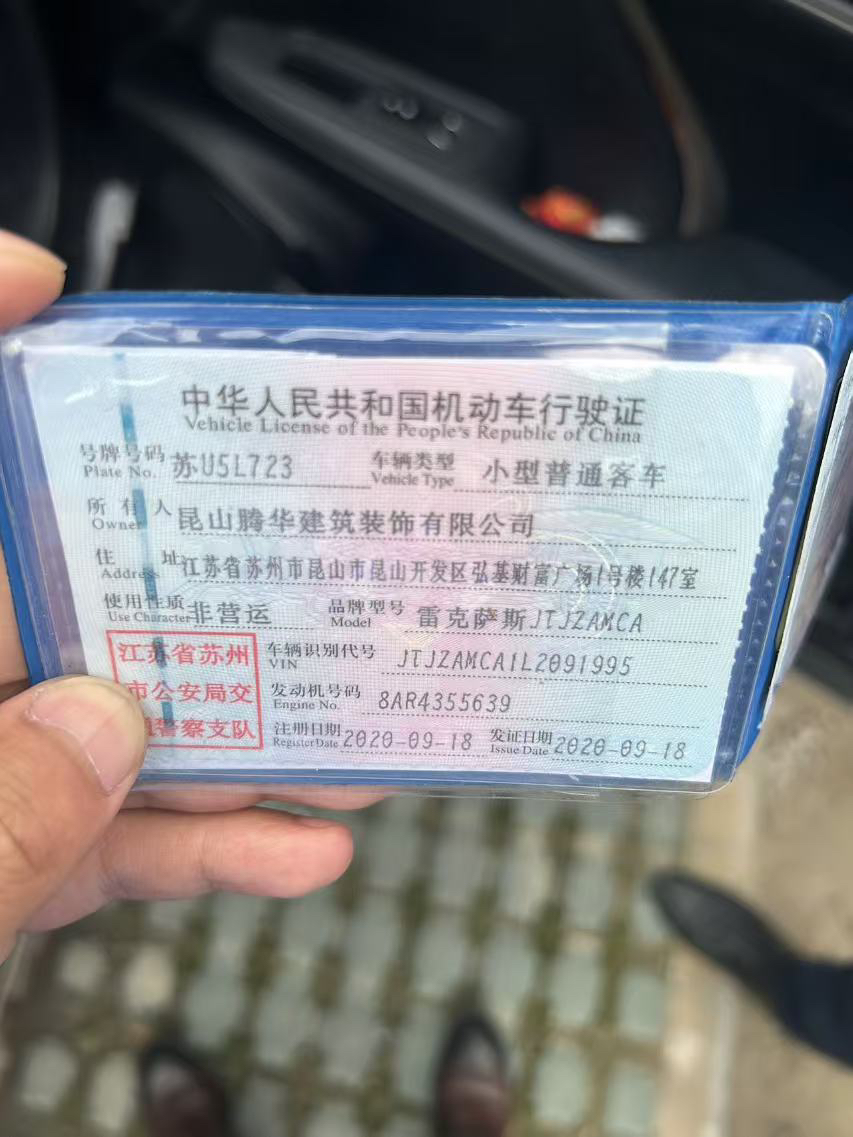 中华人民共和国机动车行驶证
Vehicle License of the People's Republic of China
号牌号码 苏U5L723 车辆类型 小型普通客车
Plate No. Vehicle Type
所有人 昆山腾华建筑装饰有限公司
Owner
住址 江苏省苏州市昆山市昆山开发区弘基财富广场1号楼147室
Address
使用性质 非营运 品牌型号 雷克萨斯JTJZAMCA
Use Character Model
江苏省苏州
市公安局交
警察支队
车辆识别代号 JTJZAMCA1L2091995
VIN
发动机号码 8AR4355639
Engine No.
注册日期 2020-09-18 发证日期 2020-09-18
Register Date Issue Date